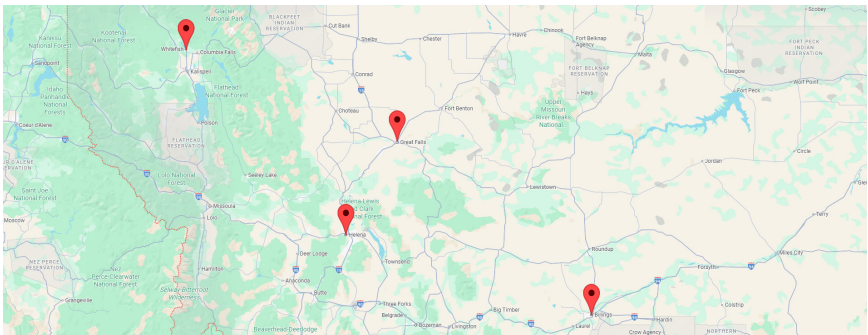 Kaniksu
National Forest
Kootenai
National Forest
Glacier
National Park
BLACKFEET
INDIAN
RESERVATION
Cut Bank
Shelby
Chester
Havre
Chinook
Fort Belknap
Agency
Malta
Scobey
FORT PECK
INDIAN
RESERVATION
Whitefish
Columbia Falls
Kalispell
Sandpoint
Flathead
National Forest
Conrad
FORT BELKNAP
RESERVATION
Hays
Glasgow
Fort Peck
Wolf Point
Idaho
Panhandle
National
Forests
Polson
Choteau
Fort Benton
Upper
Missouri
River Breaks
National
Coeur d'Alene
FLATHEAD
RESERVATION
Great Falls
Circle
Jordan
D'ALENE
RESERVATION
Lolo National
Forest
Seeley Lake
Lewistown
Saint Joe
National
Forest
Missoula
Lolo
Helena-Lewis
and Clark
National Forest
Moscow
Helena
Terry
NEZ PERCE
RESERVATION
Nez
Perce-Clearwater
National
Forests
Hamilton
Deer Lodge
Townsend
Roundup
Miles City
Forsyth
Selway-Bitterroot
Wilderness
Anaconda
Butte
Grangeville
Three Forks
Belgrade
Big Timber
Billings
Hardin
Colstrip
Beaverhead-Deerlodge
Bozeman
Livingston
Laurel
Crow Agency
NORTHERN